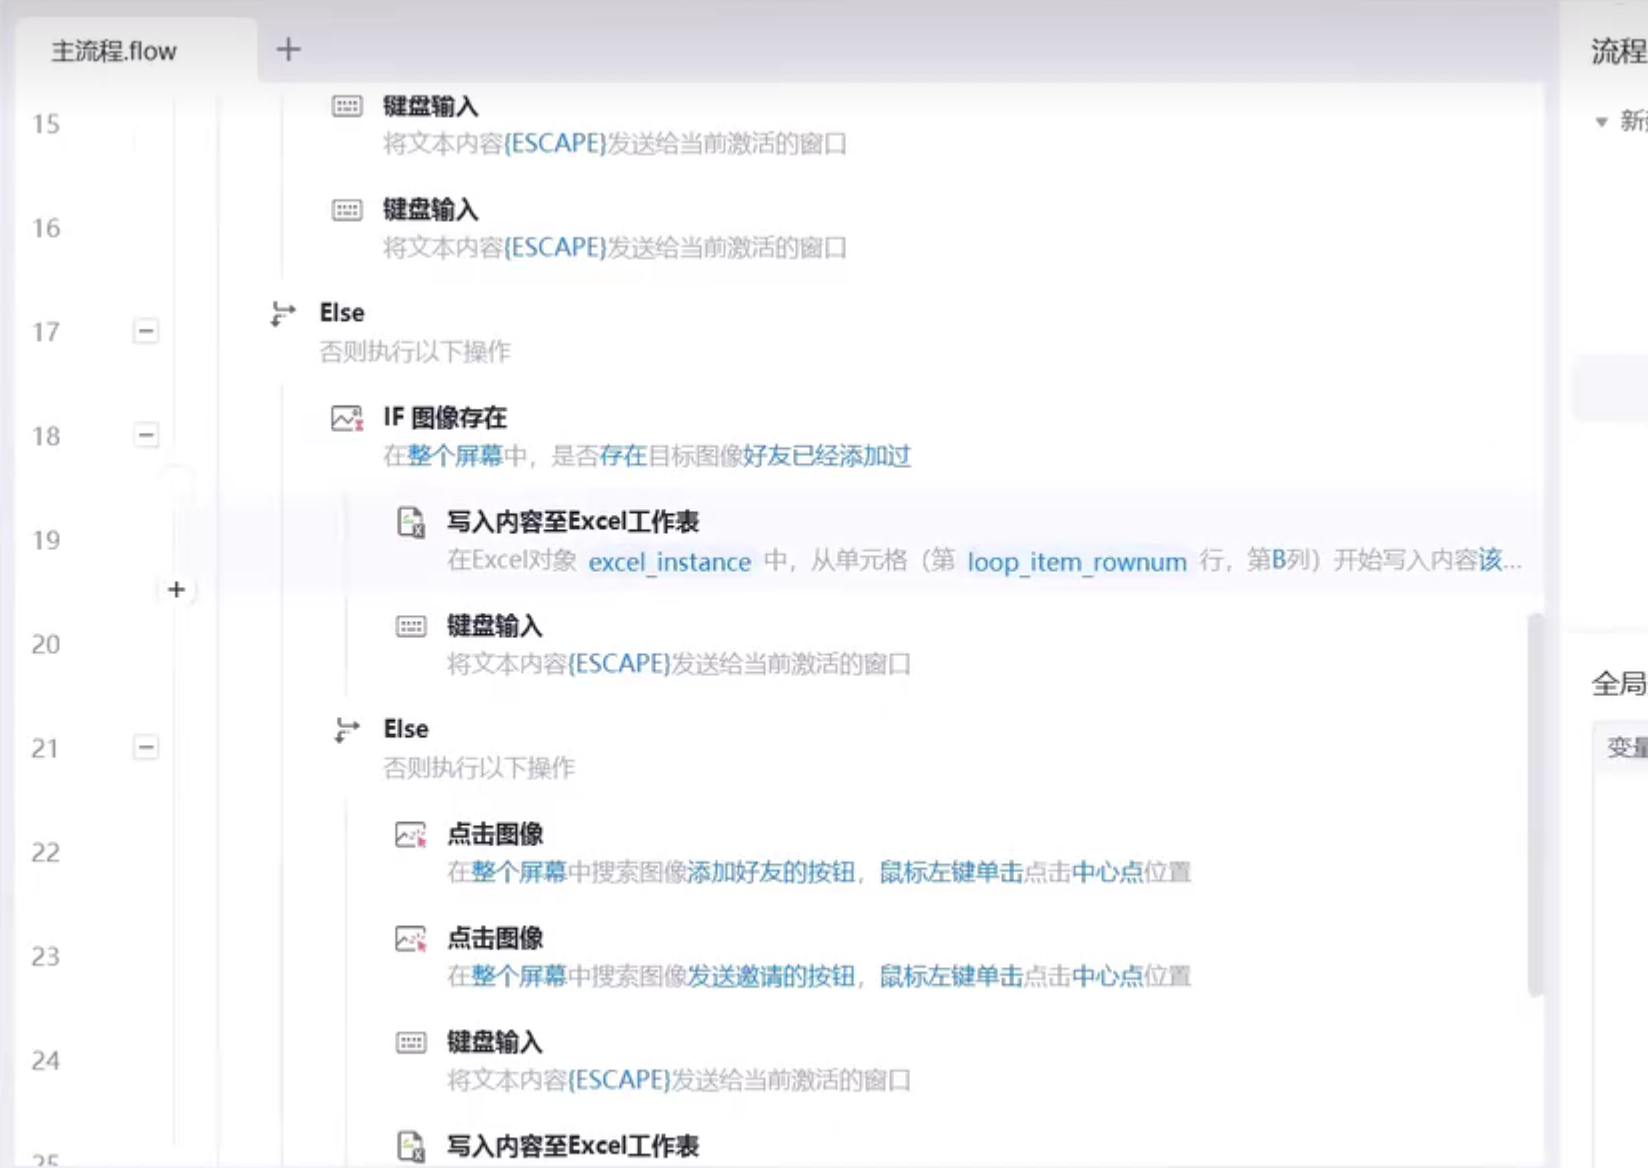 主流程.flow
流程
新
15
键盘输入
将文本内容{ESCAPE}发送给当前激活的窗口
16
键盘输入
将文本内容{ESCAPE}发送给当前激活的窗口
17
Else
否则执行以下操作
18
IF 图像存在
在整个屏幕中，是否存在目标图像好友已经添加过
19
写入内容至Excel工作表
在Excel对象 excel_instance 中，从单元格（第 loop_item_rownum 行，第B列）开始写入内容该...
20
键盘输入
将文本内容{ESCAPE}发送给当前激活的窗口
全局
21
Else
否则执行以下操作
变量
22
点击图像
在整个屏幕中搜索图像添加好友的按钮，鼠标左键单击点击中心点位置
23
点击图像
在整个屏幕中搜索图像发送邀请的按钮，鼠标左键单击点击中心点位置
24
键盘输入
将文本内容{ESCAPE}发送给当前激活的窗口
25
写入内容至Excel工作表